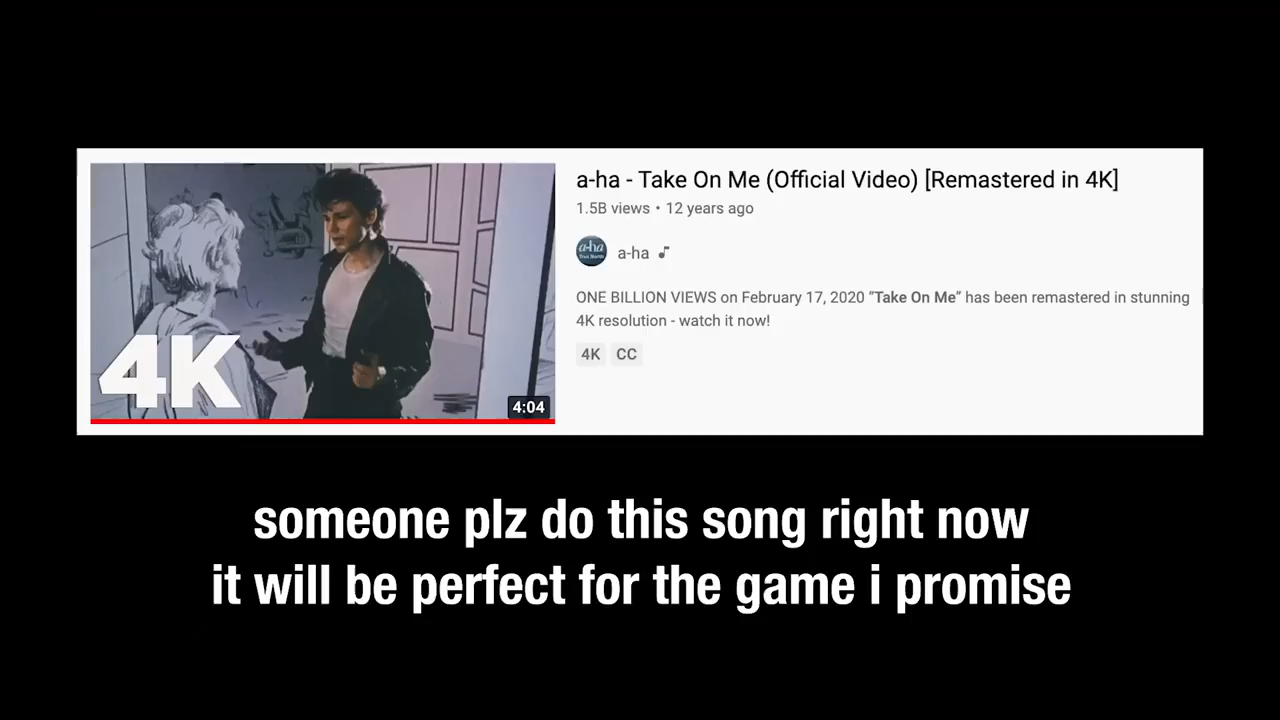 a-ha - Take On Me (Official Video) [Remastered in 4K]
1.5B views • 12 years ago
a-ha
a-ha
ONE BILLION VIEWS on February 17, 2020 "Take On Me" has been remastered in stunning
4K resolution - watch it now!
4K CC
4K
4:04
someone plz do this song right now
it will be perfect for the game i promise